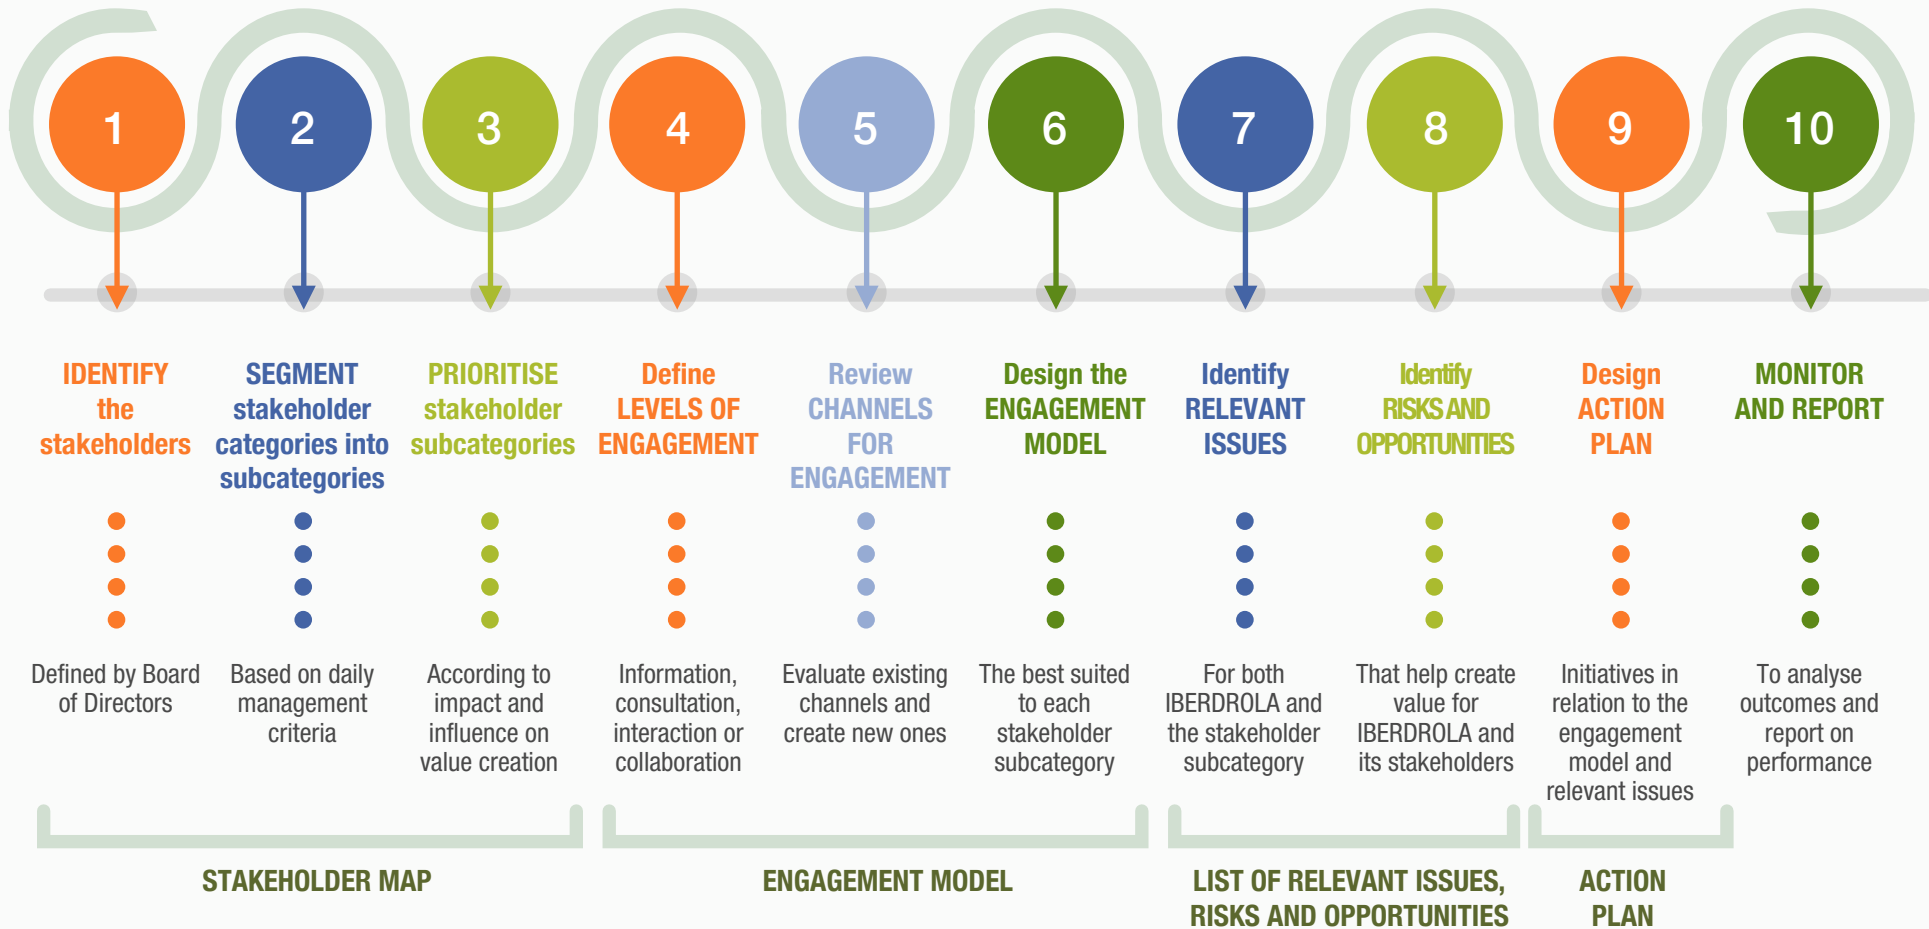 1
2
3
4
5
6
7
8
9
10
IDENTIFY
the
stakeholders
SEGMENT
stakeholder
categories into
subcategories
PRIORITISE
stakeholder
subcategories
Define
LEVELS OF
ENGAGEMENT
Review
CHANNELS
FOR
ENGAGEMENT
Design the
ENGAGEMENT
MODEL
Identify
RELEVANT
ISSUES
Identify
RISKS AND
OPPORTUNITIES
Design
ACTION
PLAN
MONITOR
AND REPORT
Defined by Board
of Directors
Based on daily
management
criteria
According to
impact and
influence on
value creation
Information,
consultation,
interaction or
collaboration
Evaluate existing
channels and
create new ones
The best suited
to each
stakeholder
subcategory
For both
IBERDROLA and
the stakeholder
subcategory
That help create
value for
IBERDROLA and
its stakeholders
Initiatives in
relation to the
engagement
model and
relevant issues
To analyse
outcomes and
report on
performance
STAKEHOLDER MAP
ENGAGEMENT MODEL
LIST OF RELEVANT ISSUES,
RISKS AND OPPORTUNITIES
ACTION
PLAN